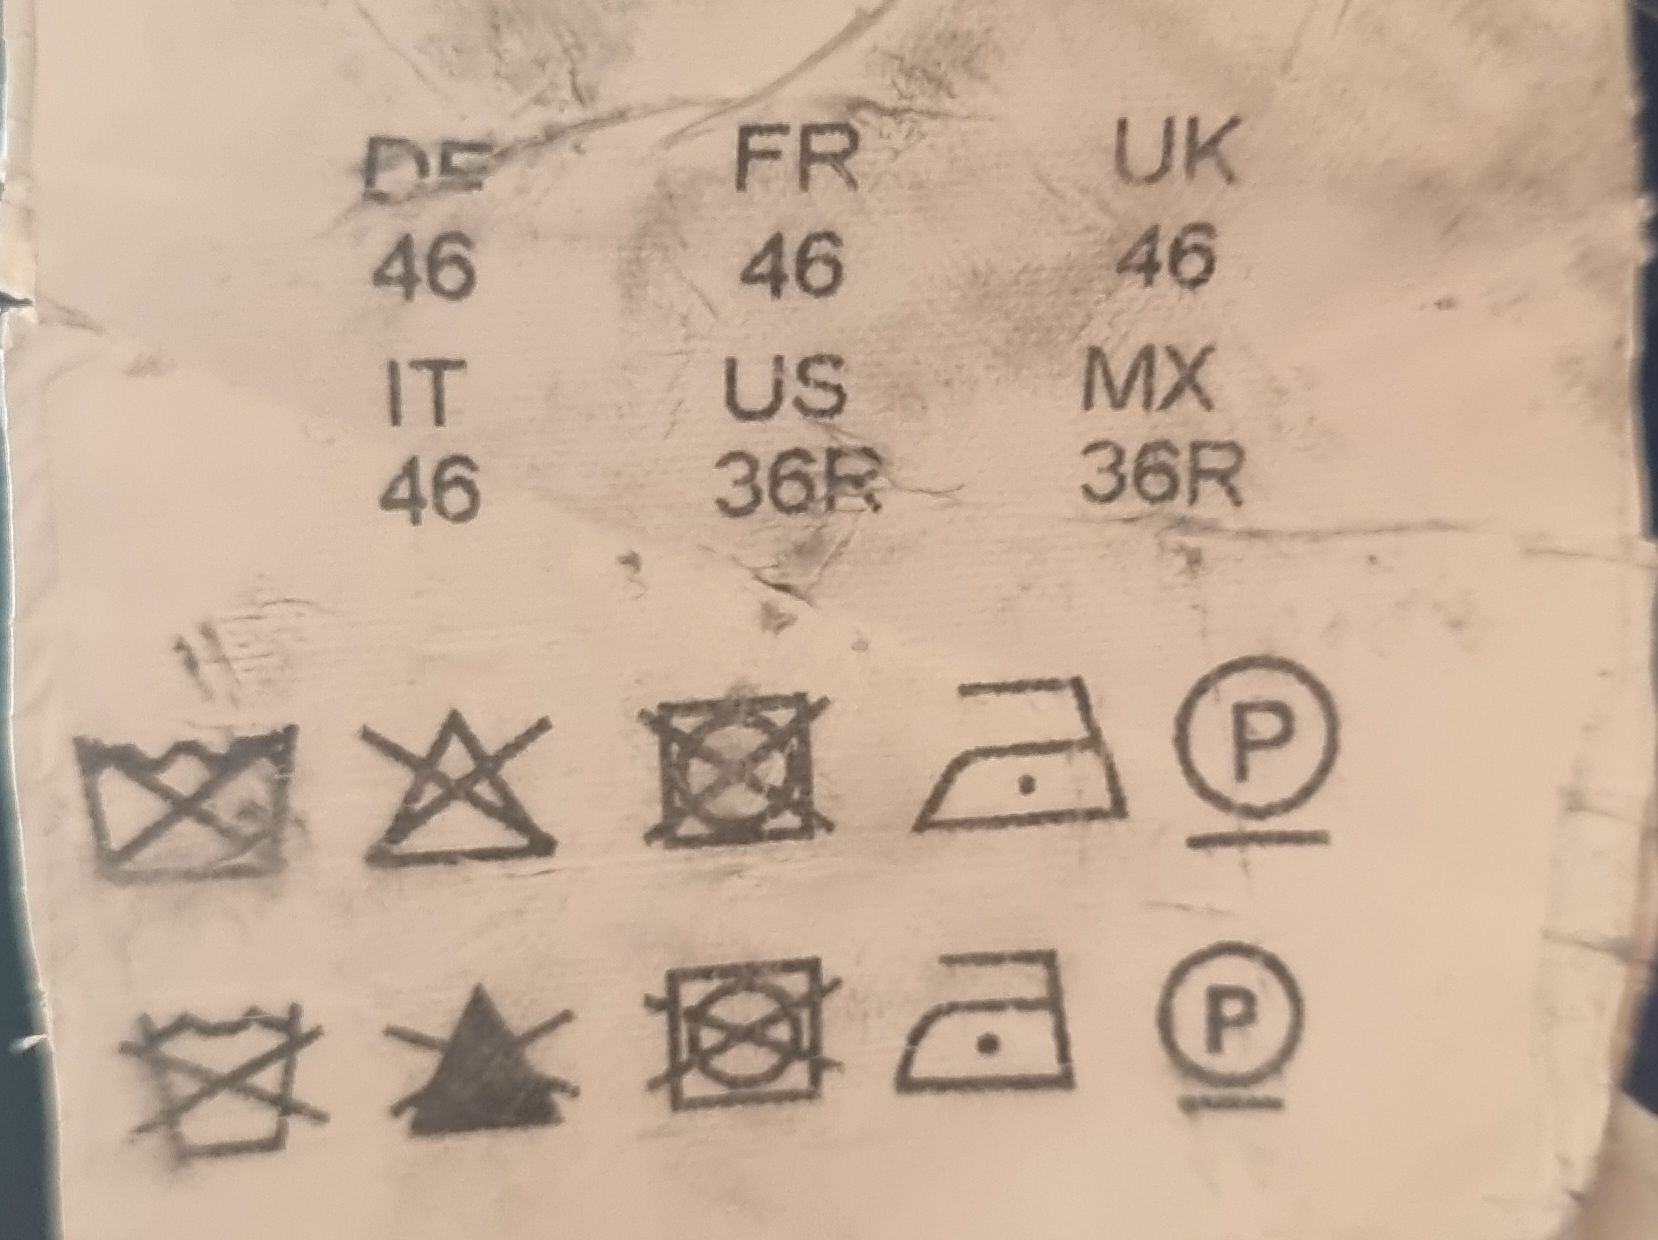 DE FR UK
46 46 46
IT US MX
46 36R 36R
P
P